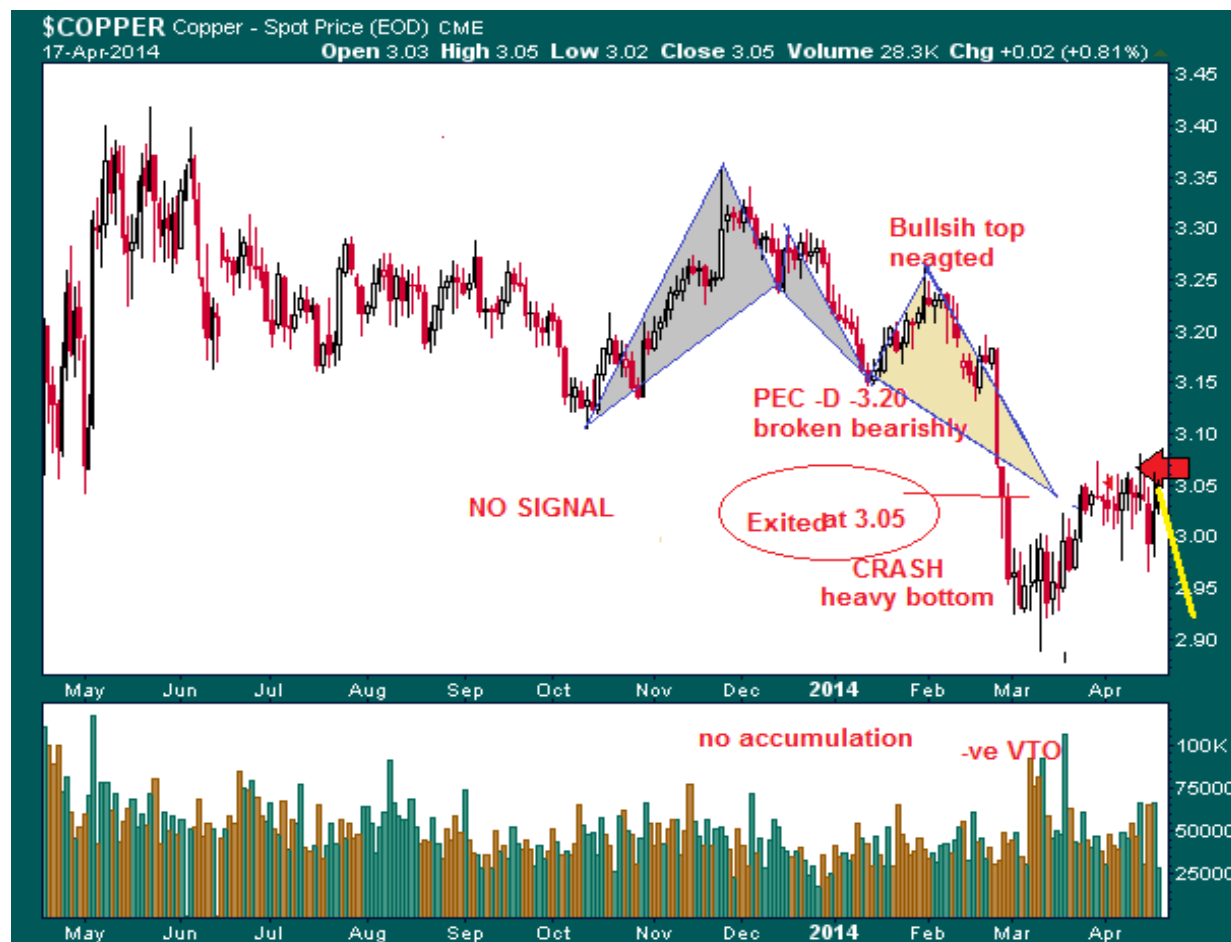 $COPPER Copper - Spot Price (EOD) CME
17-Apr-2014 Open 3.03 High 3.05 Low 3.02 Close 3.05 Volume 28.3K Chg +0.02 (+0.81%)
3.45
3.40
3.35
3.30
3.25
3.20
3.15
3.10
3.05
3.00
2.95
2.90
Bullsih top
neagted
PEC -D -3.20
broken bearishly
NO SIGNAL
Exited at 3.05
CRASH
heavy bottom
May Jun Jul Aug Sep Oct Nov Dec 2014 Feb Mar Apr
no accumulation
-ve VTO
100K
75000
50000
25000
May Jun Jul Aug Sep Oct Nov Dec 2014 Feb Mar Apr